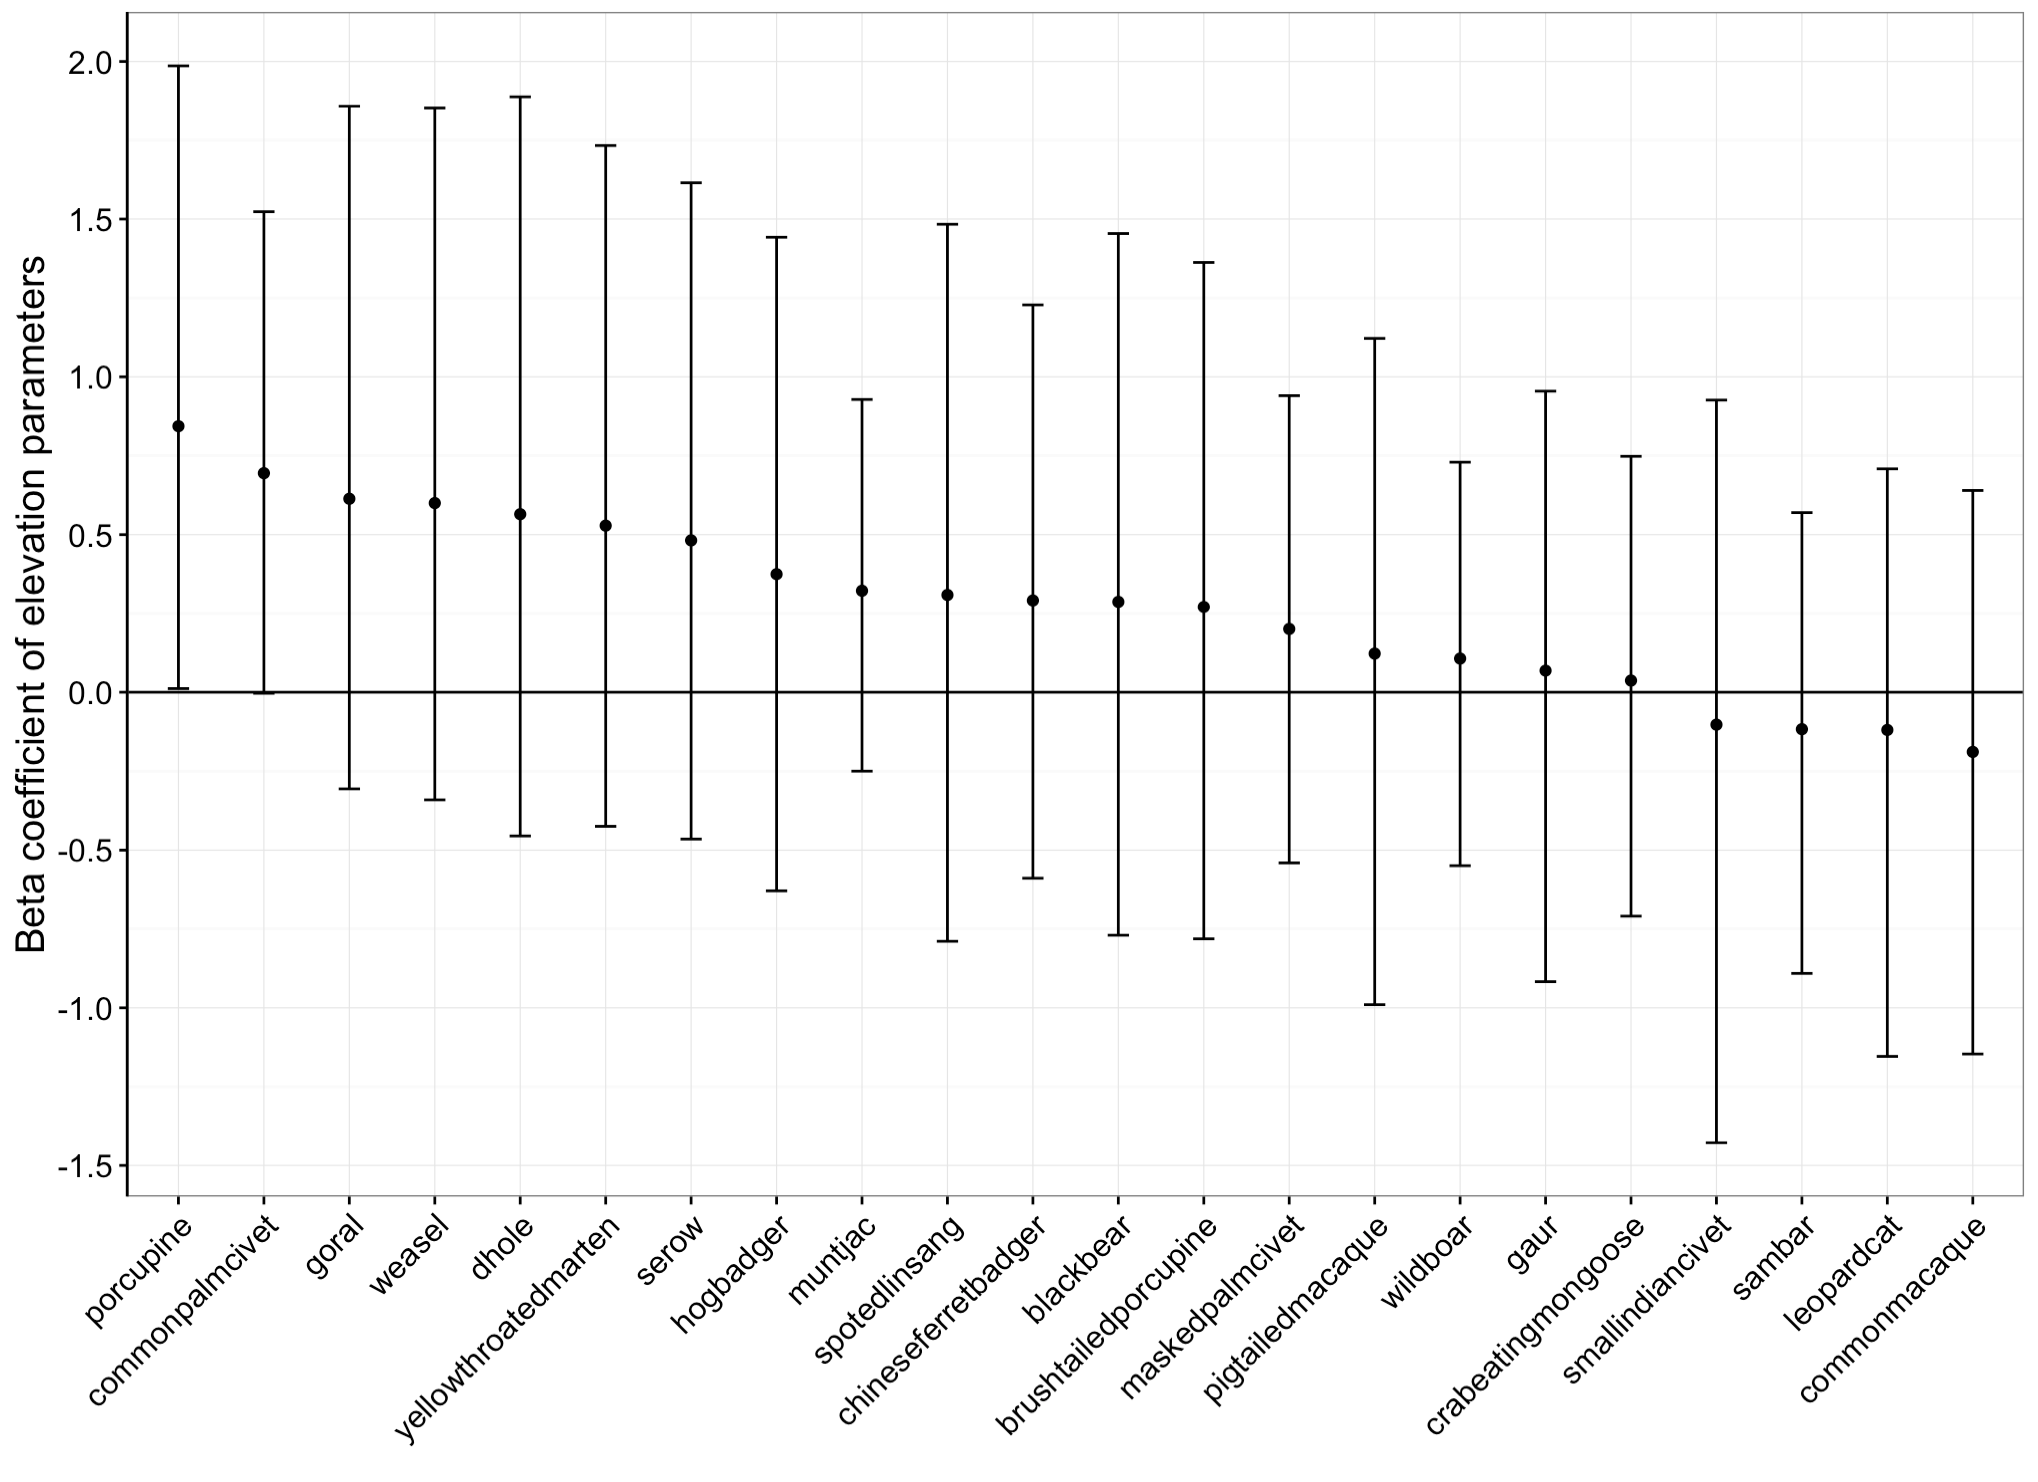 Beta coefficient of elevation parameters
2.0
1.5
1.0
0.5
0.0
-0.5
-1.0
-1.5
porcupine
commonpalmcivet
goral
weasel
dhole
yellowthroatedmarten
serow
hogbadger
muntjac
spotedlinsang
chineseferretbadger
blackbear
brushtailedporcupine
maskedpalmcivet
pigtailedmacaque
wildboar
gaur
crabeatingmongoose
smallindiancivet
sambar
leopardcat
commonmacaque